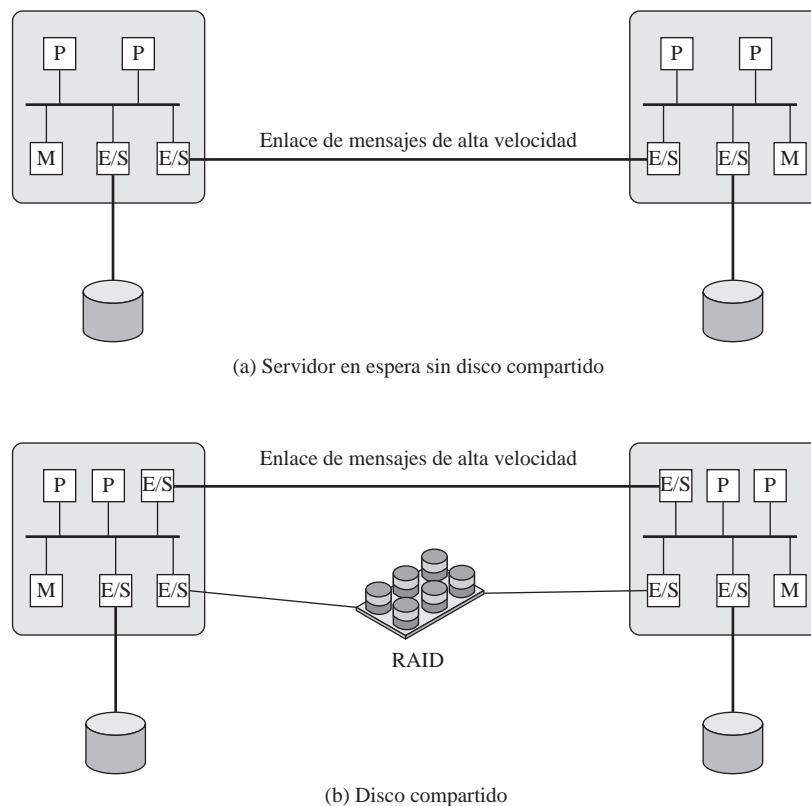 P P P P
Enlace de mensajes de alta velocidad
M E/S E/S E/S E/S M
(a) Servidor en espera sin disco compartido
Enlace de mensajes de alta velocidad
P P E/S E/S P P
M E/S E/S E/S E/S M
RAID
(b) Disco compartido